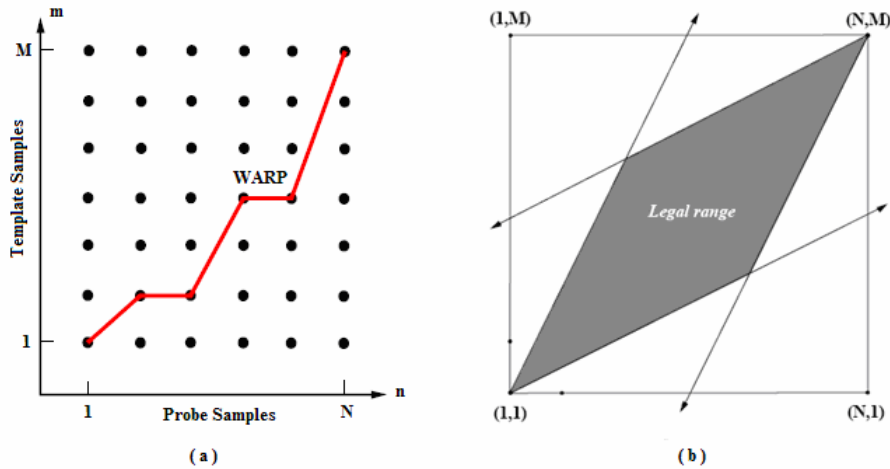 m
M
Template Samples
WARP
1
n
1
Probe Samples
N
( a )
(1,M)
(N,M)
Legal range
(1,1)
(N,1)
( b )